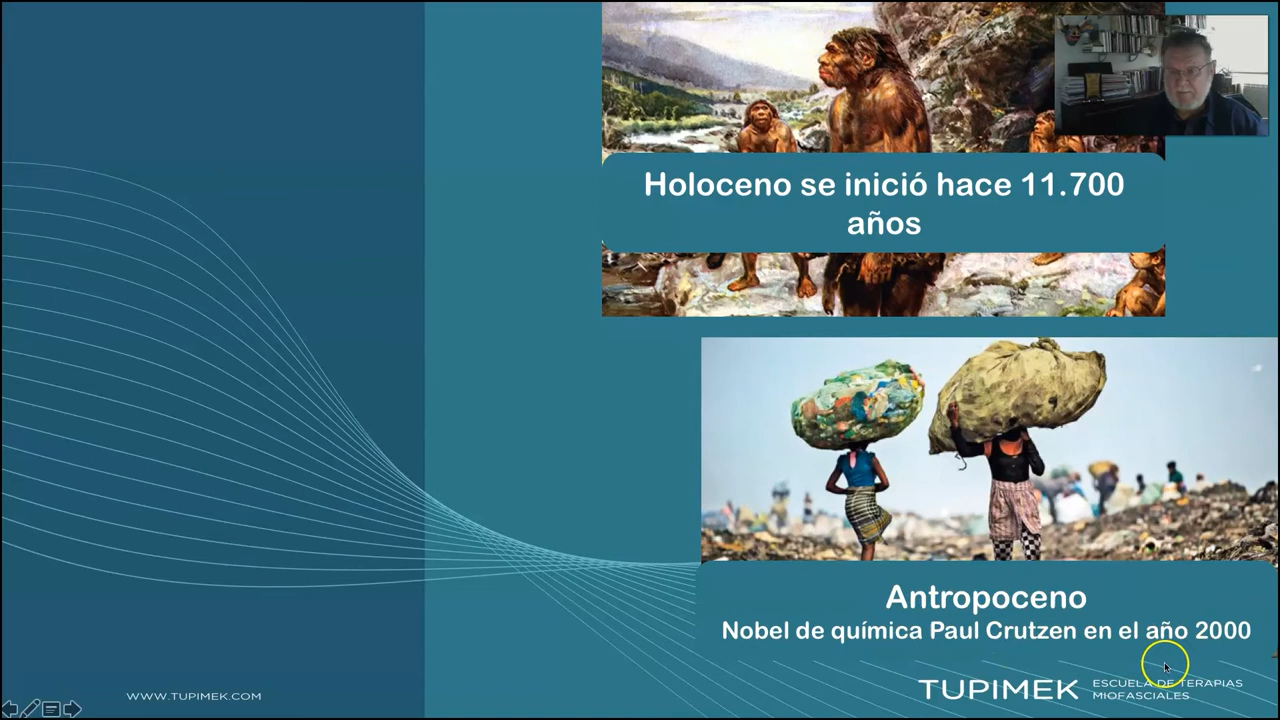 Holoceno se inició hace 11.700
años
Antropoceno
Nobel de química Paul Crutzen en el año 2000
WWW.TUPIMEK.COM
TUPIMEK
ESCUELA DE TERAPIAS
MIOFASCIALES